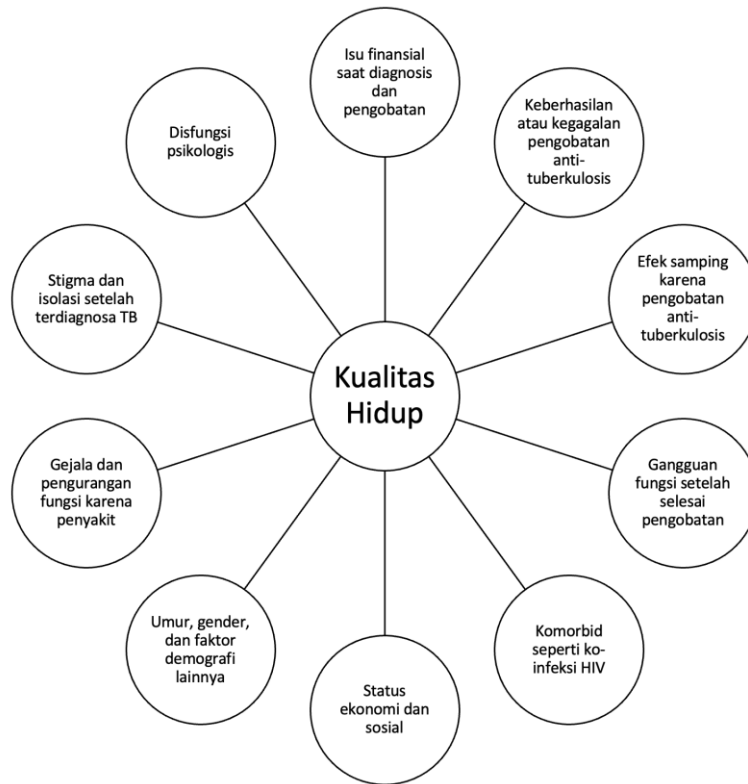 Isu finansial
saat diagnosis
dan
pengobatan
Keberhasilan
atau kegagalan
pengobatan
anti-
tuberkulosis
Efek samping
karena
pengobatan
anti-
tuberkulosis
Gangguan
fungsi setelah
selesai
pengobatan
Komorbid
seperti ko-
infeksi HIV
Status
ekonomi dan
sosial
Umur, gender,
dan faktor
demografi
lainnya
Gejala dan
pengurangan
fungsi karena
penyakit
Stigma dan
isolasi setelah
terdiagnosa TB
Disfungsi
psikologis
Kualitas
Hidup